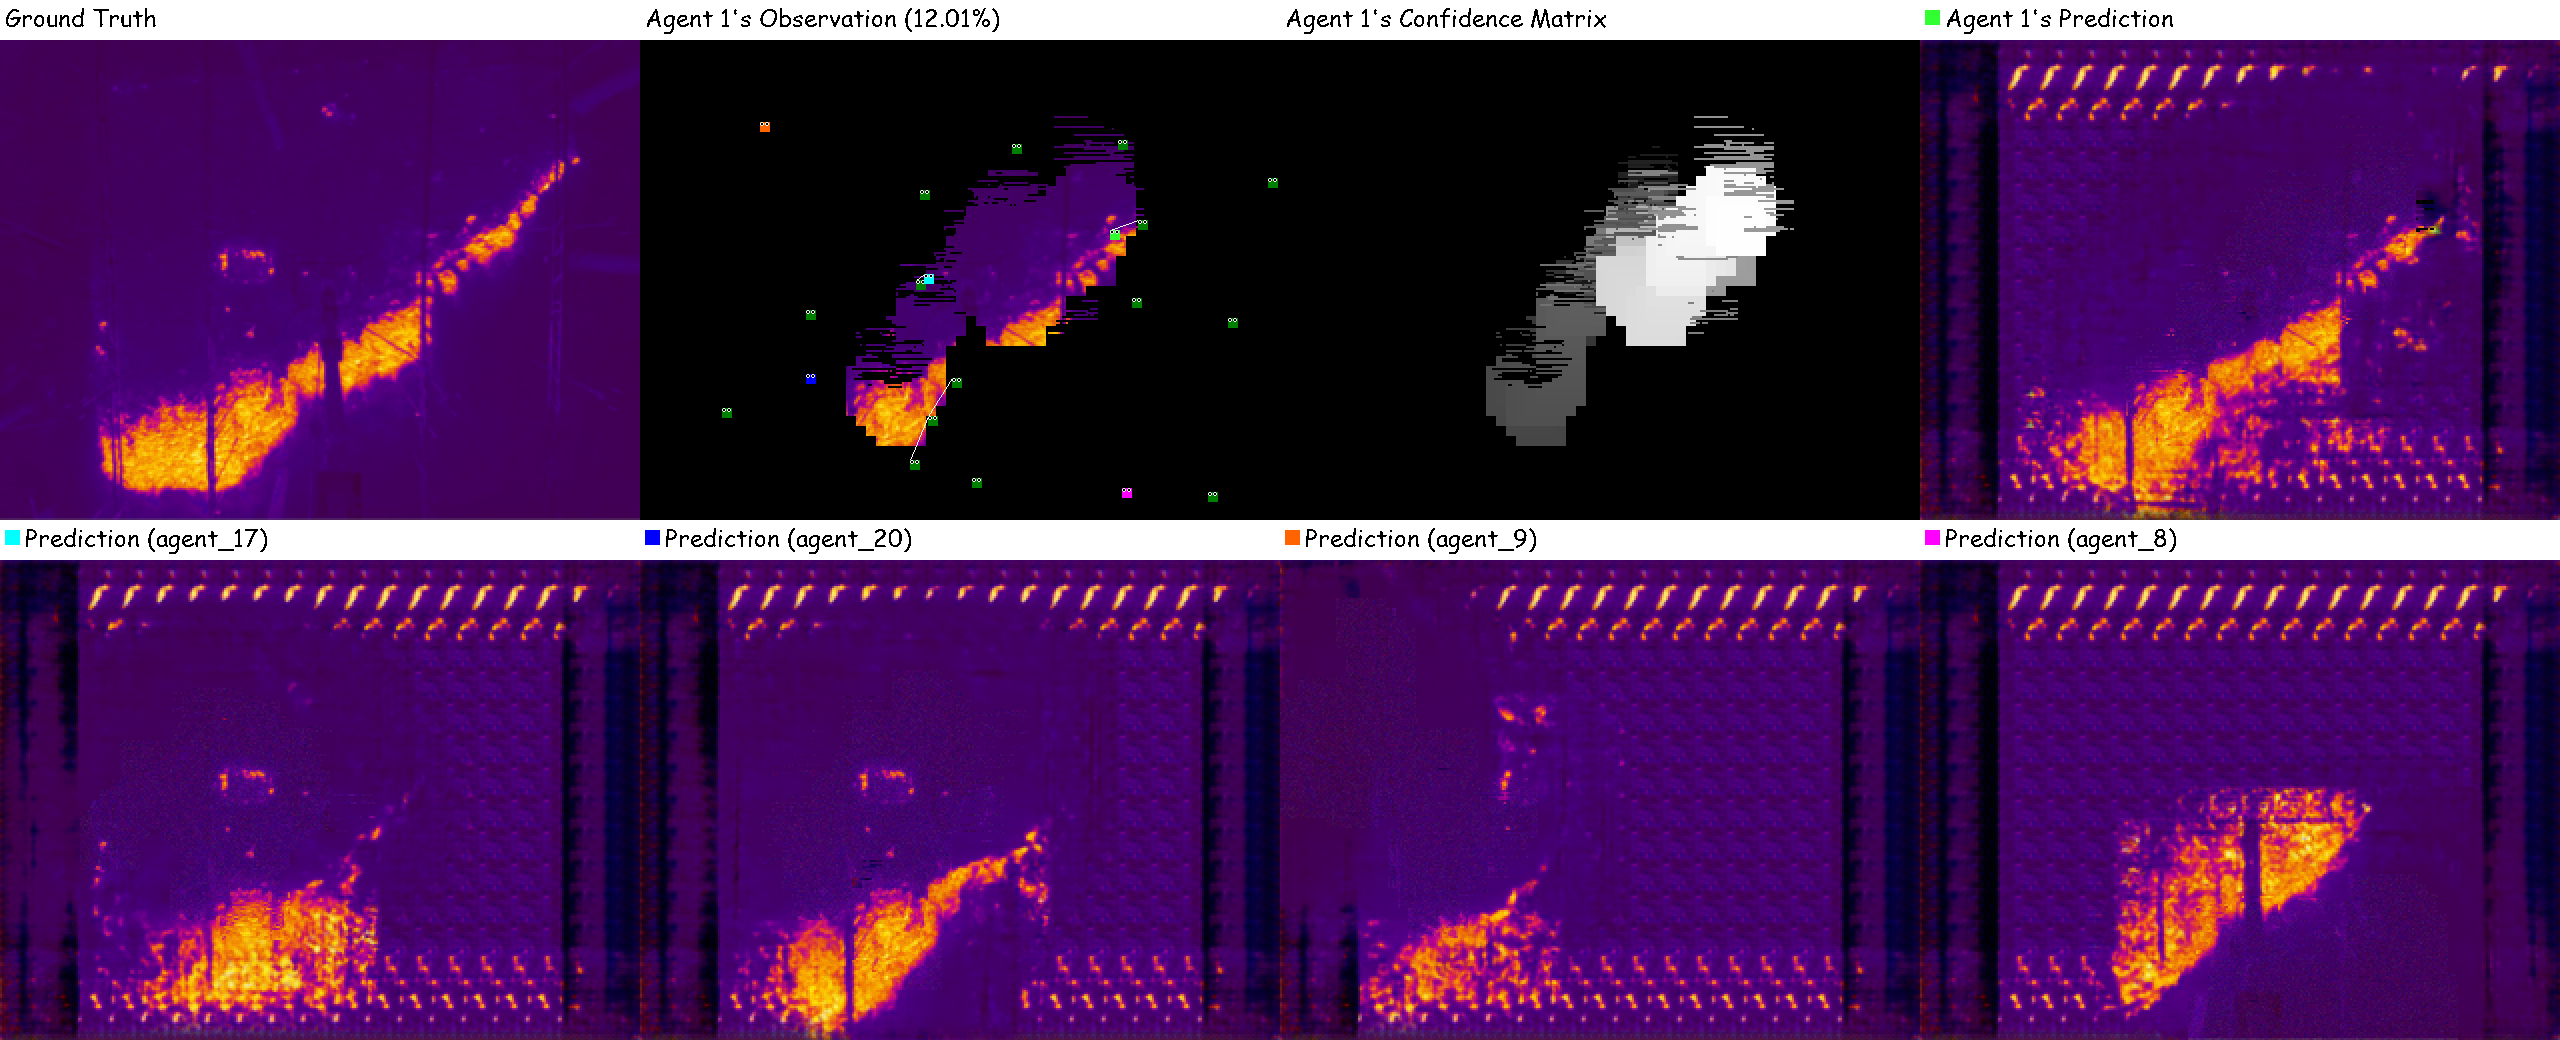 Ground Truth
Agent 1's Observation (12.01%)
Agent 1's Confidence Matrix
Agent 1's Prediction
Prediction (agent_17)
Prediction (agent_20)
Prediction (agent_9)
Prediction (agent_8)